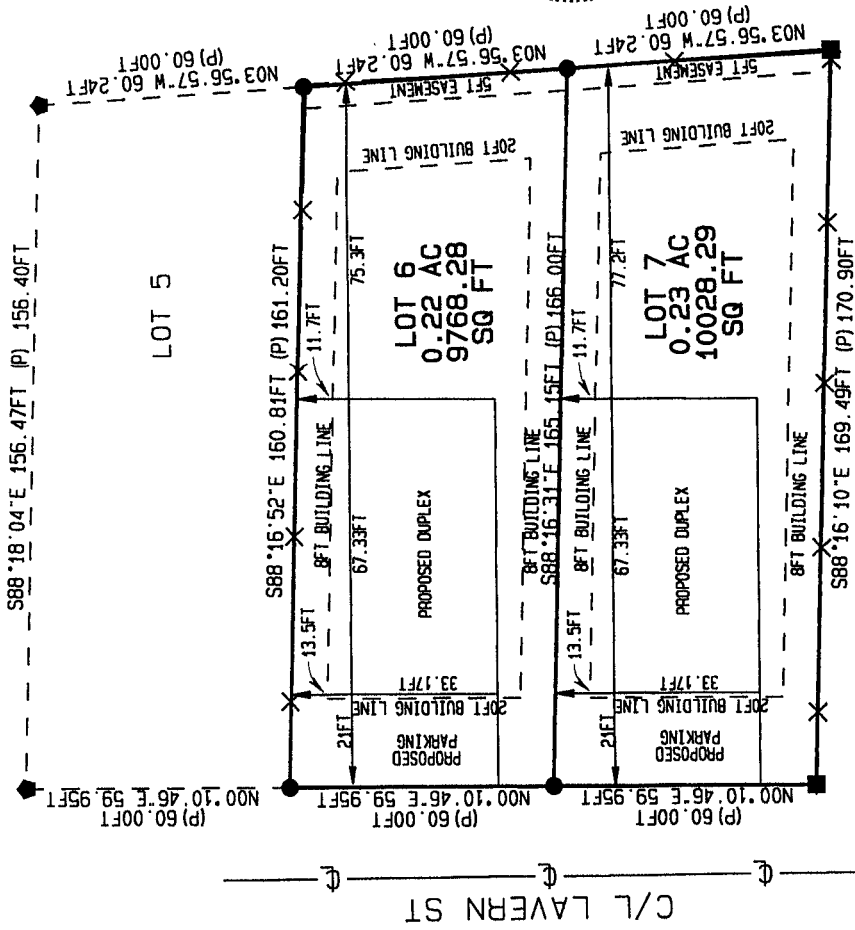 (P) 60.00FT
N03°56'57"W 60.24FT
(P) 60.00FT
N03°56'57"W 60.24FT
(P) 60.00FT
N03°56'57"W 60.24FT
5FT EASEMENT
5FT EASEMENT
S88°18'04"E 156.47FT (P) 156.40FT
LOT 5
S88°16'52"E 160.81FT (P) 161.20FT
20FT BUILDING LINE
75.3FT
11.7FT
LOT 6
0.22 AC
9768.28
SQ FT
8FT BUILDING LINE
67.33FT
PROPOSED DUPLEX
8FT BUILDING LINE
13.5FT
33.17FT
20FT BUILDING LINE
21FT
PROPOSED
PARKING
S88°16'31"E 165.15FT (P) 166.00FT
20FT BUILDING LINE
77.2FT
11.7FT
LOT 7
0.23 AC
10028.29
SQ FT
8FT BUILDING LINE
67.33FT
PROPOSED DUPLEX
8FT BUILDING LINE
13.5FT
33.17FT
20FT BUILDING LINE
21FT
PROPOSED
PARKING
S88°16'10"E 169.49FT (P) 170.90FT
N00°10'46"E 59.95FT
(P) 60.00FT
N00°10'46"E 59.95FT
(P) 60.00FT
N00°10'46"E 59.95FT
(P) 60.00FT
℄
℄
℄
C/L LAVERN ST